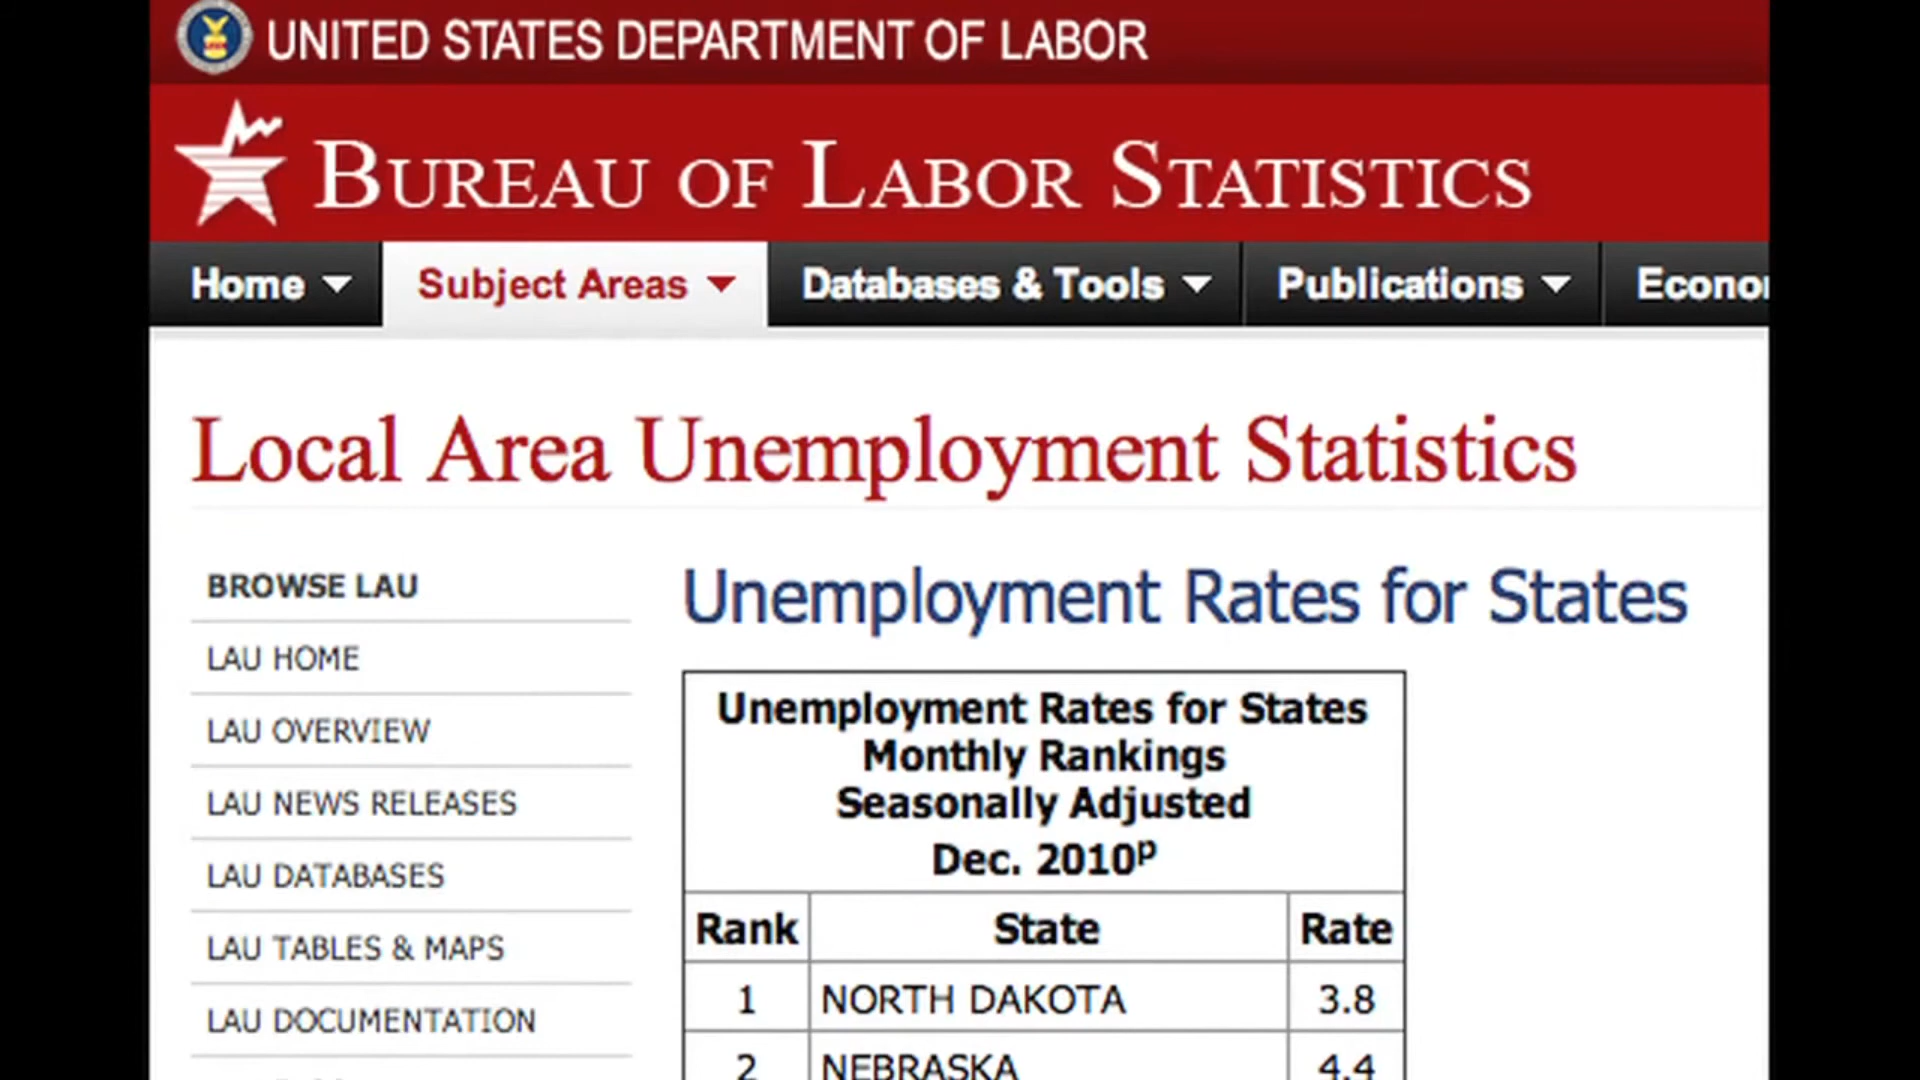 UNITED STATES DEPARTMENT OF LABOR
BUREAU OF LABOR STATISTICS
Home Subject Areas Databases & Tools Publications Econo
Local Area Unemployment Statistics
BROWSE LAU
LAU HOME
LAU OVERVIEW
LAU NEWS RELEASES
LAU DATABASES
LAU TABLES & MAPS
LAU DOCUMENTATION
Unemployment Rates for States
Unemployment Rates for States
Monthly Rankings
Seasonally Adjusted
Dec. 2010p
Rank State Rate
1 NORTH DAKOTA 3.8
2 NEBRASKA 4.4